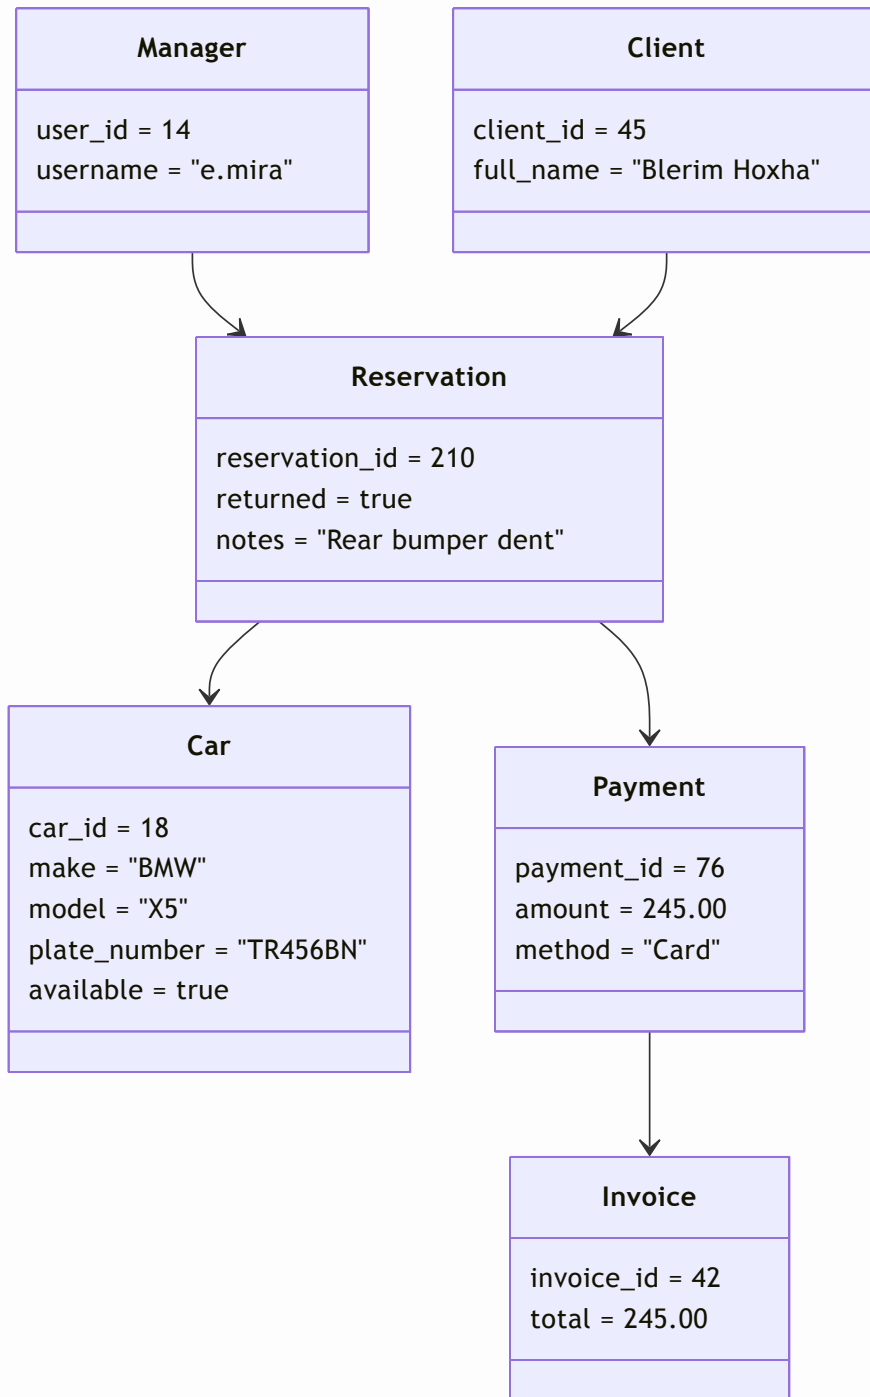 Manager
user_id = 14
username = "e.mira"
Client
client_id = 45
full_name = "Blerim Hoxha"
Reservation
reservation_id = 210
returned = true
notes = "Rear bumper dent"
Car
car_id = 18
make = "BMW"
model = "X5"
plate_number = "TR456BN"
available = true
Payment
payment_id = 76
amount = 245.00
method = "Card"
Invoice
invoice_id = 42
total = 245.00